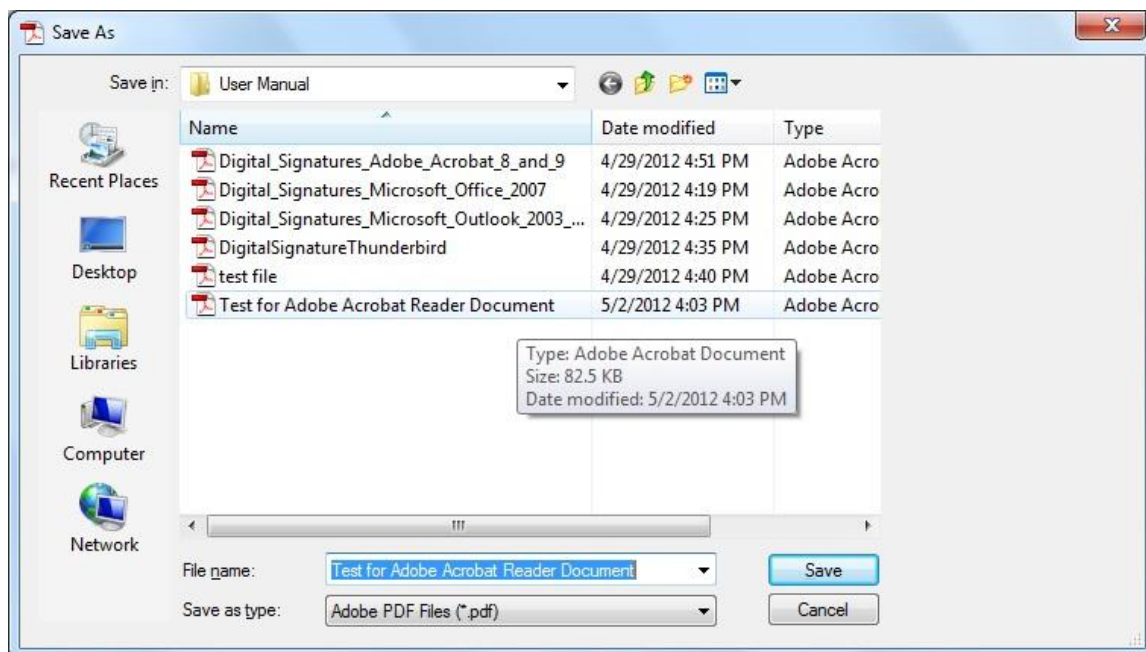 Save As
Save in: User Manual
Name Date modified Type
Digital_Signatures_Adobe_Acrobat_8_and_9 4/29/2012 4:51 PM Adobe Acro
Recent Places
Digital_Signatures_Microsoft_Office_2007 4/29/2012 4:19 PM Adobe Acro
Digital_Signatures_Microsoft_Outlook_2003_... 4/29/2012 4:25 PM Adobe Acro
DigitalSignatureThunderbird 4/29/2012 4:35 PM Adobe Acro
Desktop
test file 4/29/2012 4:40 PM Adobe Acro
Test for Adobe Acrobat Reader Document 5/2/2012 4:03 PM Adobe Acro
Type: Adobe Acrobat Document
Libraries
Size: 82.5 KB
Date modified: 5/2/2012 4:03 PM
Computer
Network
File name: Test for Adobe Acrobat Reader Document Save
Save as type: Adobe PDF Files (*.pdf) Cancel